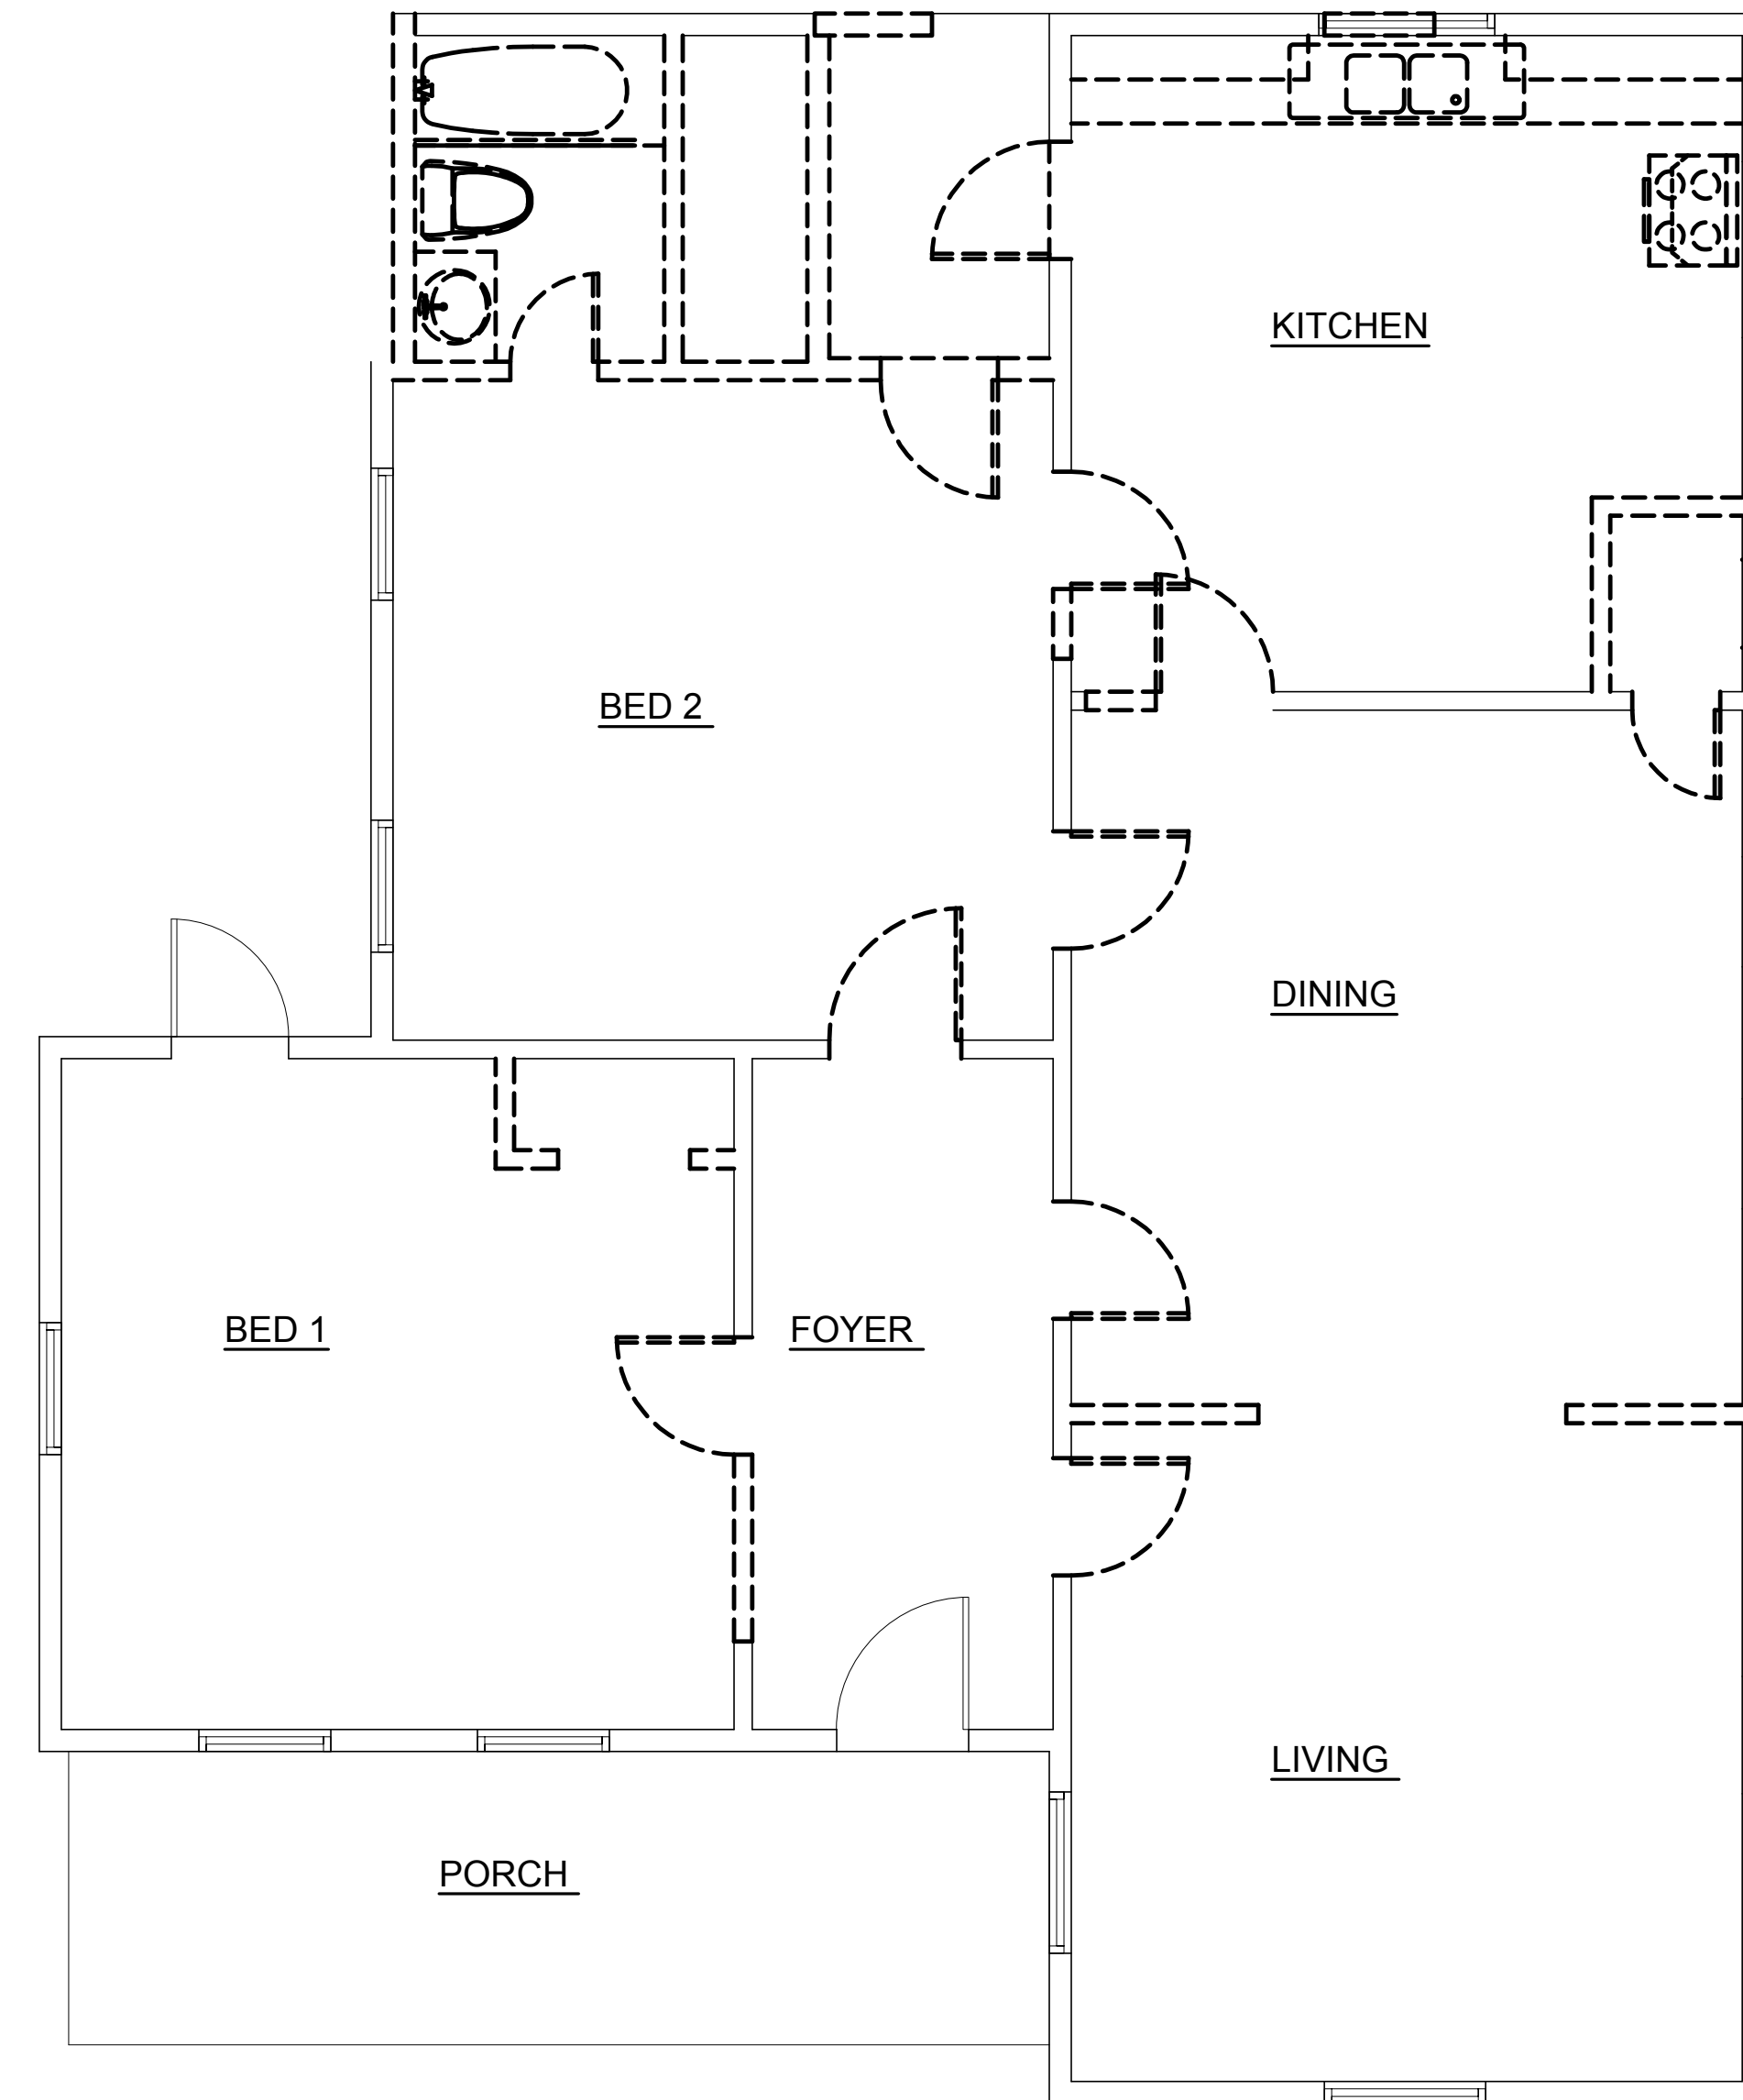 KITCHEN
BED 2
DINING
BED 1
FOYER
LIVING
PORCH